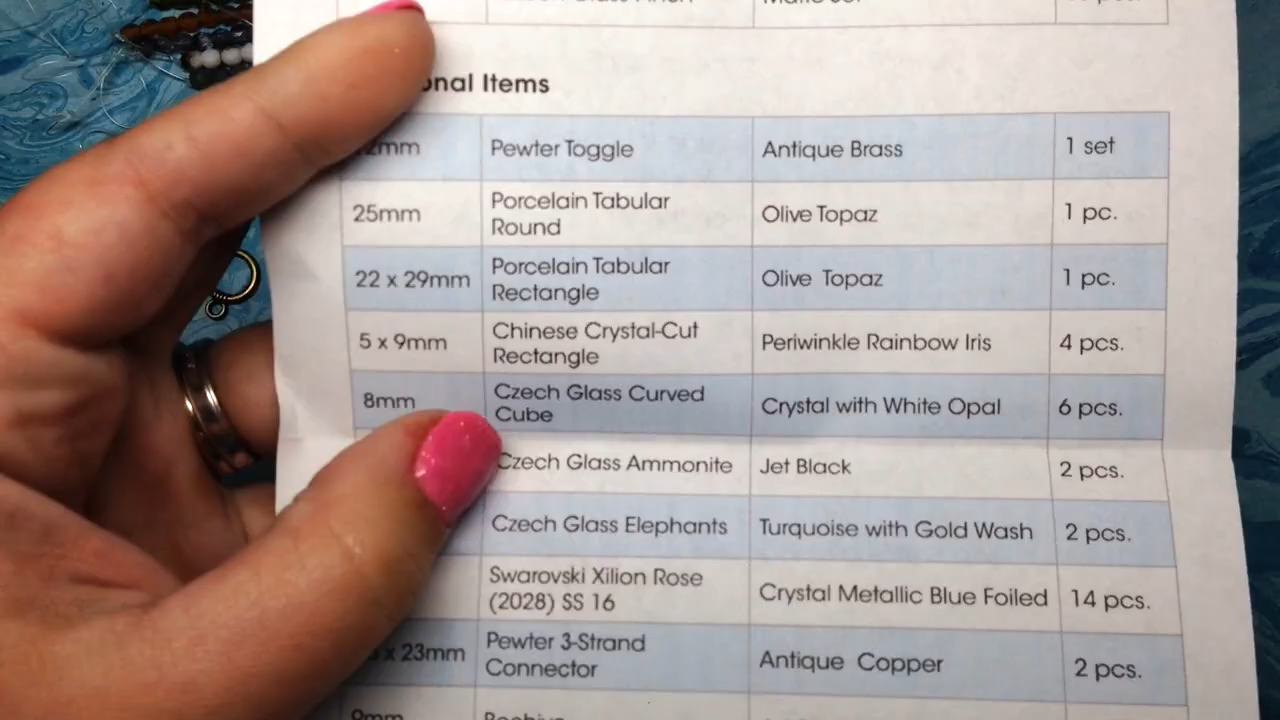 Items
Pewter Toggle Antique Brass 1 set
25mm Porcelain Tabular Round Olive Topaz 1 pc.
22 x 29mm Porcelain Tabular Rectangle Olive Topaz 1 pc.
5 x 9mm Chinese Crystal-Cut Rectangle Periwinkle Rainbow Iris 4 pcs.
8mm Czech Glass Curved Cube Crystal with White Opal 6 pcs.
Czech Glass Ammonite Jet Black 2 pcs.
Czech Glass Elephants Turquoise with Gold Wash 2 pcs.
Swarovski Xilion Rose (2028) SS 16 Crystal Metallic Blue Foiled 14 pcs.
x 23mm Pewter 3-Strand Connector Antique Copper 2 pcs.